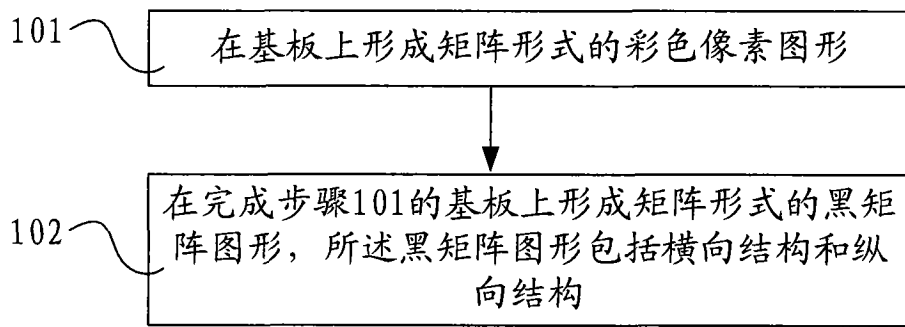 101
在基板上形成矩阵形式的彩色像素图形
102
在完成步骤101的基板上形成矩阵形式的黑矩
阵图形，所述黑矩阵图形包括横向结构和纵
向结构